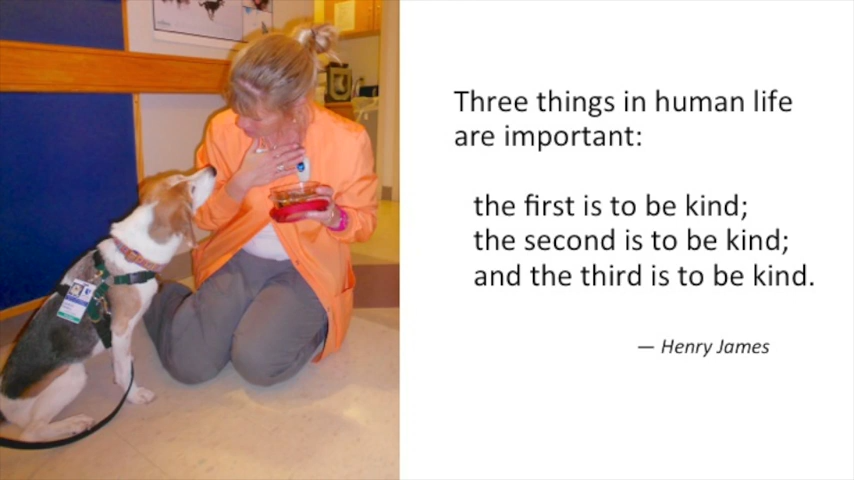 Three things in human life
are important:
the first is to be kind;
the second is to be kind;
and the third is to be kind.
— Henry James